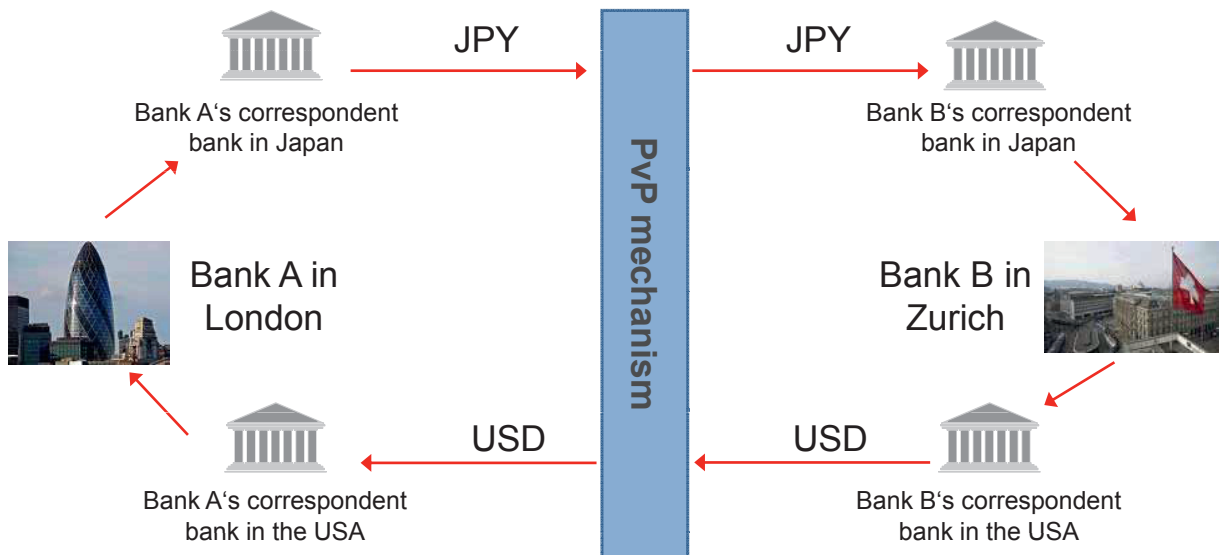 JPY
JPY
Bank A‘s correspondent
bank in Japan
Bank B‘s correspondent
bank in Japan
PvP mechanism
Bank A in
London
Bank B in
Zurich
USD
USD
Bank A‘s correspondent
bank in the USA
Bank B‘s correspondent
bank in the USA